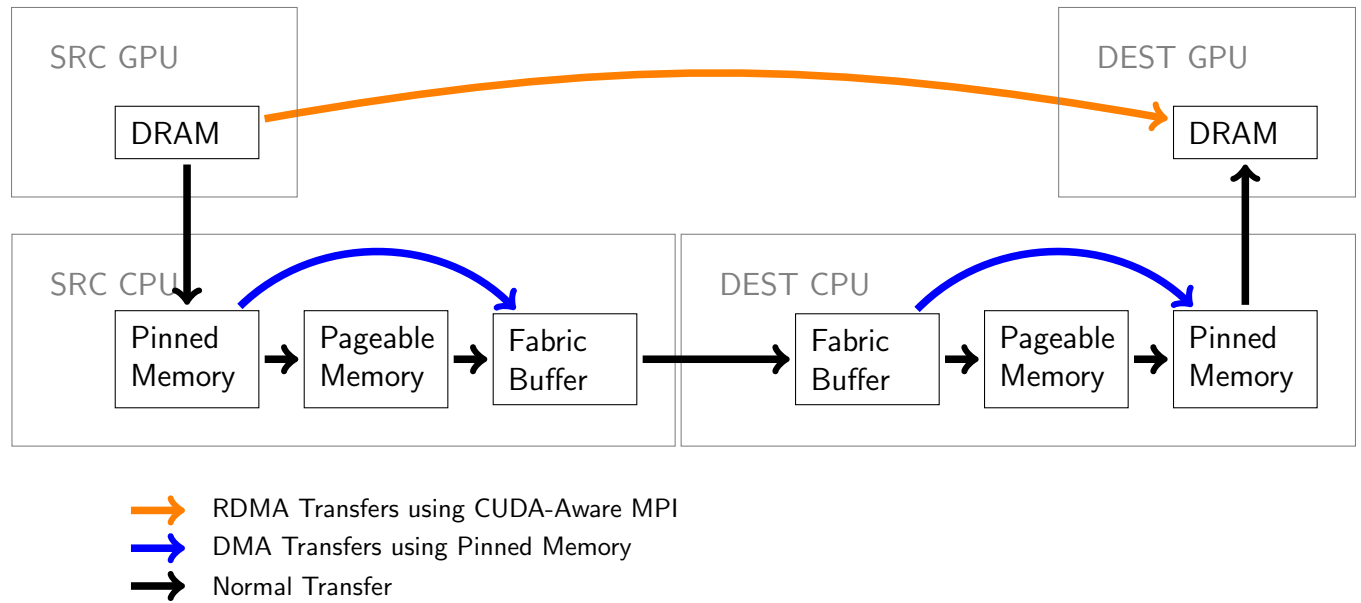 SRC GPU
DEST GPU
DRAM
DRAM
SRC CPU
DEST CPU
Pinned
Memory
Pageable
Memory
Fabric
Buffer
Fabric
Buffer
Pageable
Memory
Pinned
Memory
RDMA Transfers using CUDA-Aware MPI
DMA Transfers using Pinned Memory
Normal Transfer